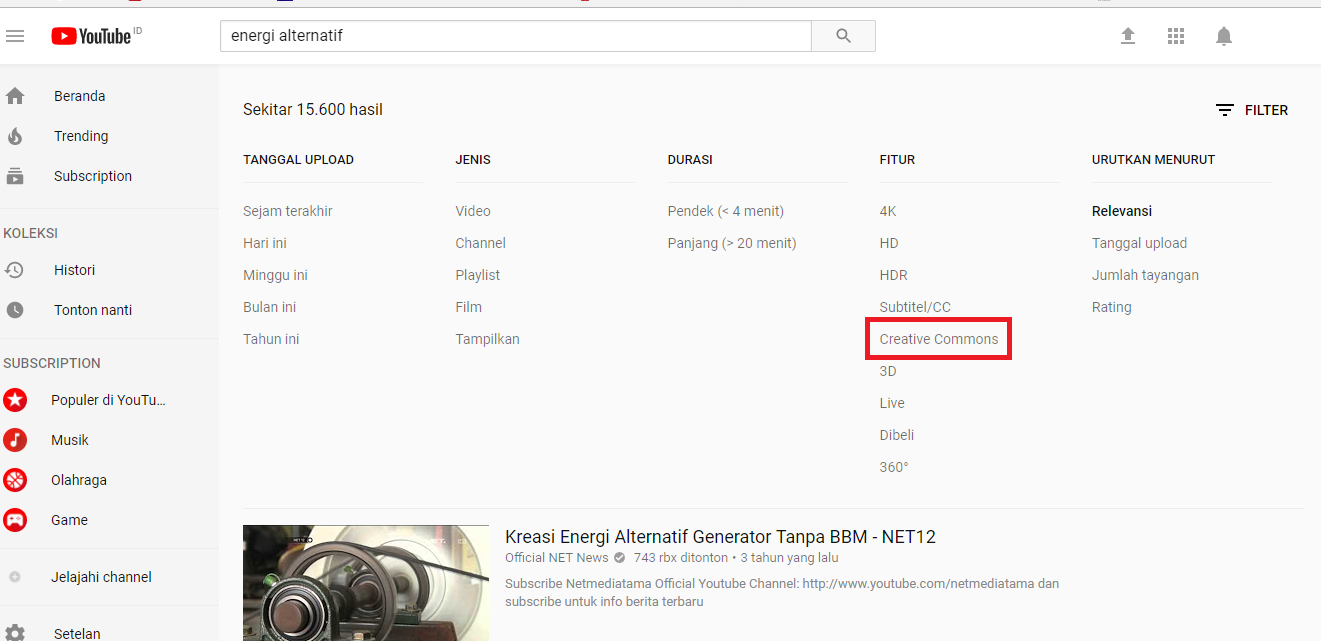 YouTube ID
energi alternatif
Beranda
Trending
Subscription
KOLEKSI
Histori
Tonton nanti
SUBSCRIPTION
Populer di YouTu...
Musik
Olahraga
Game
Jelajahi channel
Setelan
Sekitar 15.600 hasil
FILTER
TANGGAL UPLOAD
Sejam terakhir
Hari ini
Minggu ini
Bulan ini
Tahun ini
JENIS
Video
Channel
Playlist
Film
Tampilkan
DURASI
Pendek (< 4 menit)
Panjang (> 20 menit)
FITUR
4K
HD
HDR
Subtitel/CC
Creative Commons
3D
Live
Dibeli
360°
URUTKAN MENURUT
Relevansi
Tanggal upload
Jumlah tayangan
Rating
Kreasi Energi Alternatif Generator Tanpa BBM - NET12
Official NET News 743 rbx ditonton • 3 tahun yang lalu
Subscribe Netmediatama Official Youtube Channel: http://www.youtube.com/netmediatama dan
subscribe untuk info berita terbaru